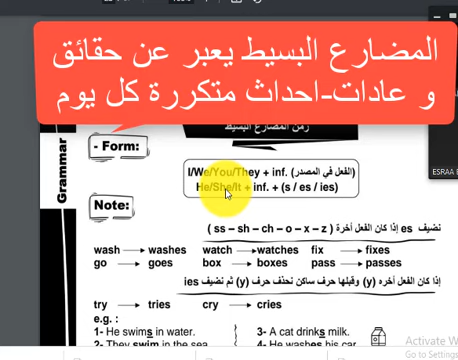 المضارع البسيط يعبر عن حقائق
و عادات-احداث متكررة كل يوم
زمن المضارع البسيط
Grammar
- Form:
I/We/You/They + inf. (الفعل في المصدر)
He/She/It + inf. + (s / es / ies)
Note:
نضيف es إذا كان الفعل أخرة ( ss – sh – ch – o – x – z )
wash washes watch watches fix fixes
go goes box boxes pass passes
إذا كان الفعل أخره (y) وقبلها حرف ساكن نحذف حرف (y) ثم نضيف ies
try tries cry cries
e.g. :
1- He swims in water. 3- A cat drinks milk.
2- They swim in the sea. 4- He washes his car.
ESRAA E
Activate W
Go to Settings